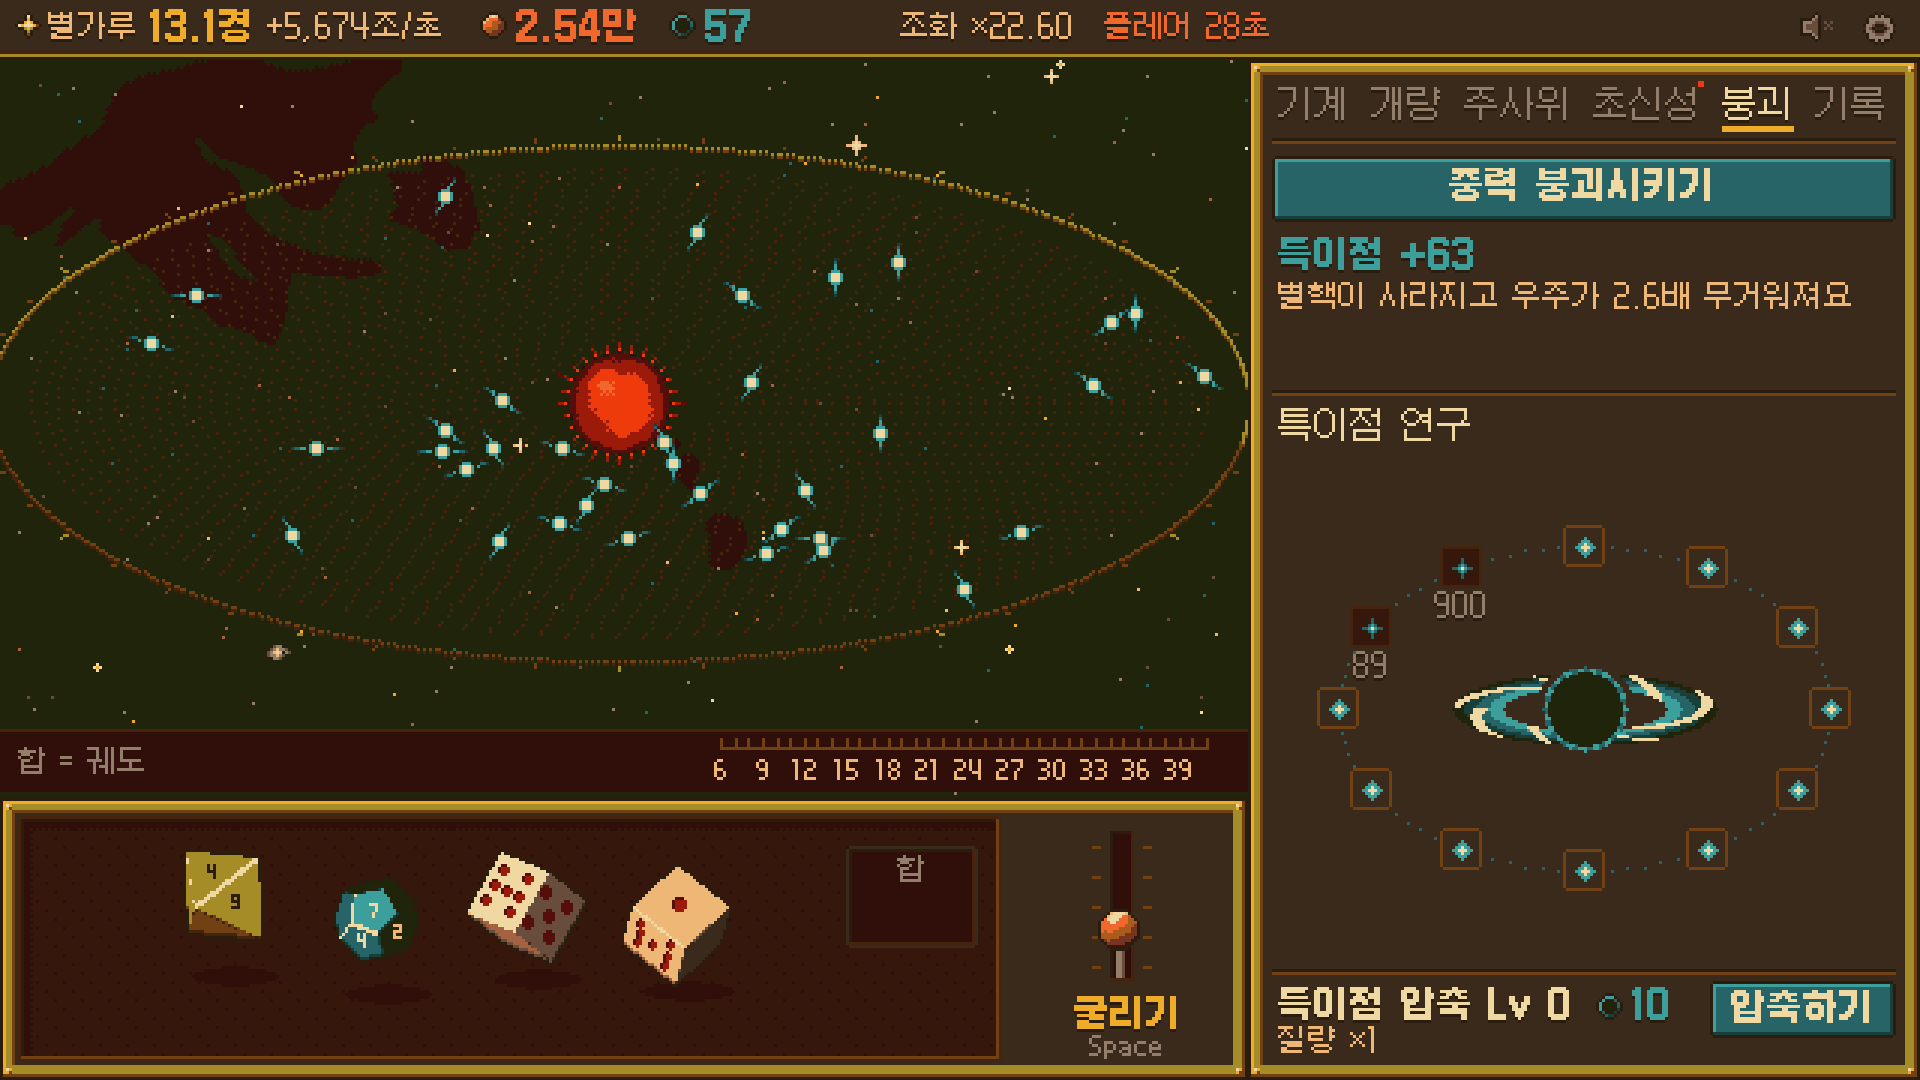 별가루 13.1경 +5,674조/초 2.54만 57 조화 ×22.60 플레어 28초
기계 개량 주사위 초신성 붕괴 기록
중력 붕괴시키기
특이점 +63
별핵이 사라지고 우주가 2.6배 무거워져요
특이점 연구
900
89
합 = 궤도
6 9 12 15 18 21 24 27 30 33 36 39
4
9
7
4
2
합
굴리기
Space
특이점 압축 Lv 0 10 압축하기
질량 ×1